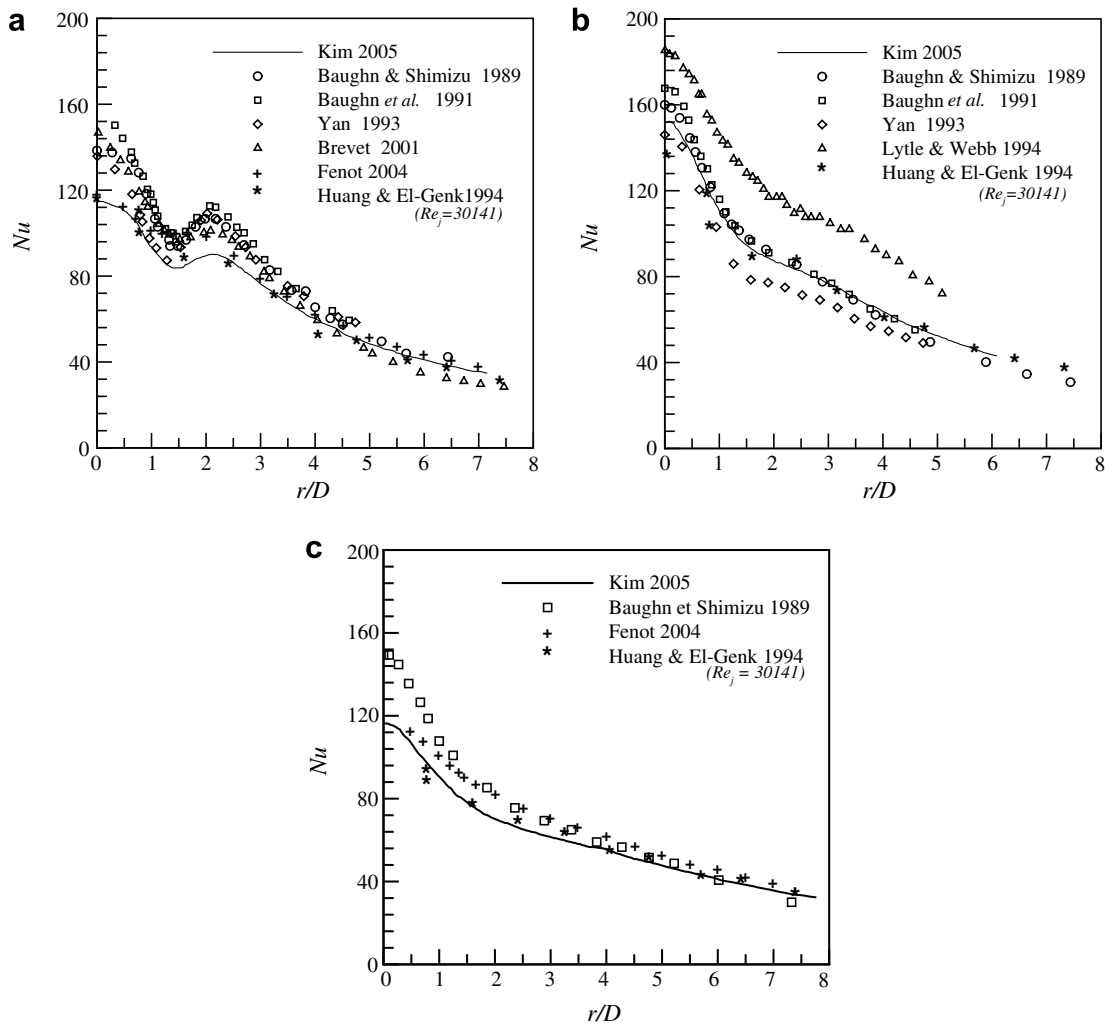 a
200
160
120
80
40
0
Nu
Kim 2005
Baughn & Shimizu 1989
Baughn et al. 1991
Yan 1993
Brevet 2001
Fenot 2004
Huang & El-Genk1994
(Rej=30141)
0 1 2 3 4 5 6 7 8
r/D
b
200
160
120
80
40
0
Nu
Kim 2005
Baughn & Shimizu 1989
Baughn et al. 1991
Yan 1993
Lytle & Webb 1994
Huang & El-Genk 1994
(Rej=30141)
0 1 2 3 4 5 6 7 8
r/D
c
200
160
120
80
40
0
Nu
Kim 2005
Baughn et Shimizu 1989
Fenot 2004
Huang & El-Genk 1994
(Rej = 30141)
0 1 2 3 4 5 6 7 8
r/D